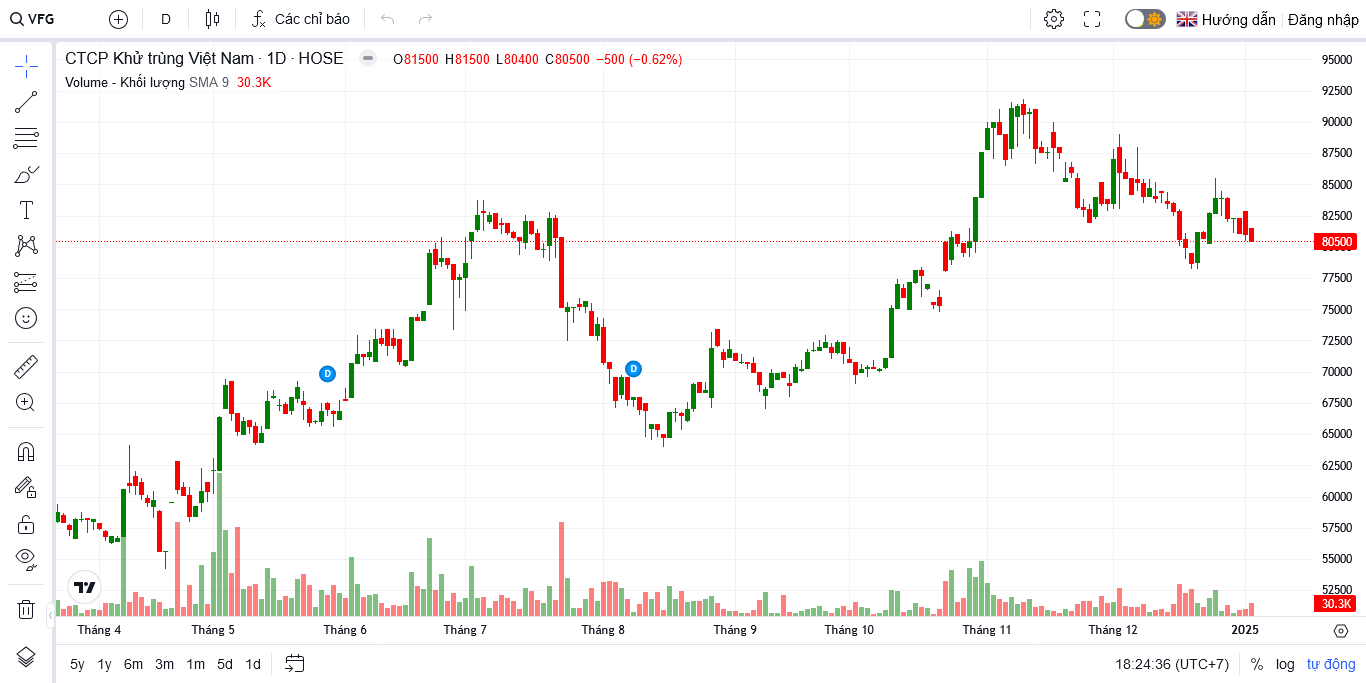 VFG D Các chỉ báo Hướng dẫn Đăng nhập
CTCP Khử trùng Việt Nam · 1D · HOSE O81500 H81500 L80400 C80500 −500 (−0.62%)
Volume - Khối lượng SMA 9 30.3K
95000
92500
90000
87500
85000
82500
80500
77500
75000
72500
70000
67500
65000
62500
60000
57500
55000
52500
30.3K
D
D
Tháng 4 Tháng 5 Tháng 6 Tháng 7 Tháng 8 Tháng 9 Tháng 10 Tháng 11 Tháng 12 2025
5y 1y 6m 3m 1m 5d 1d 18:24:36 (UTC+7) % log tự động